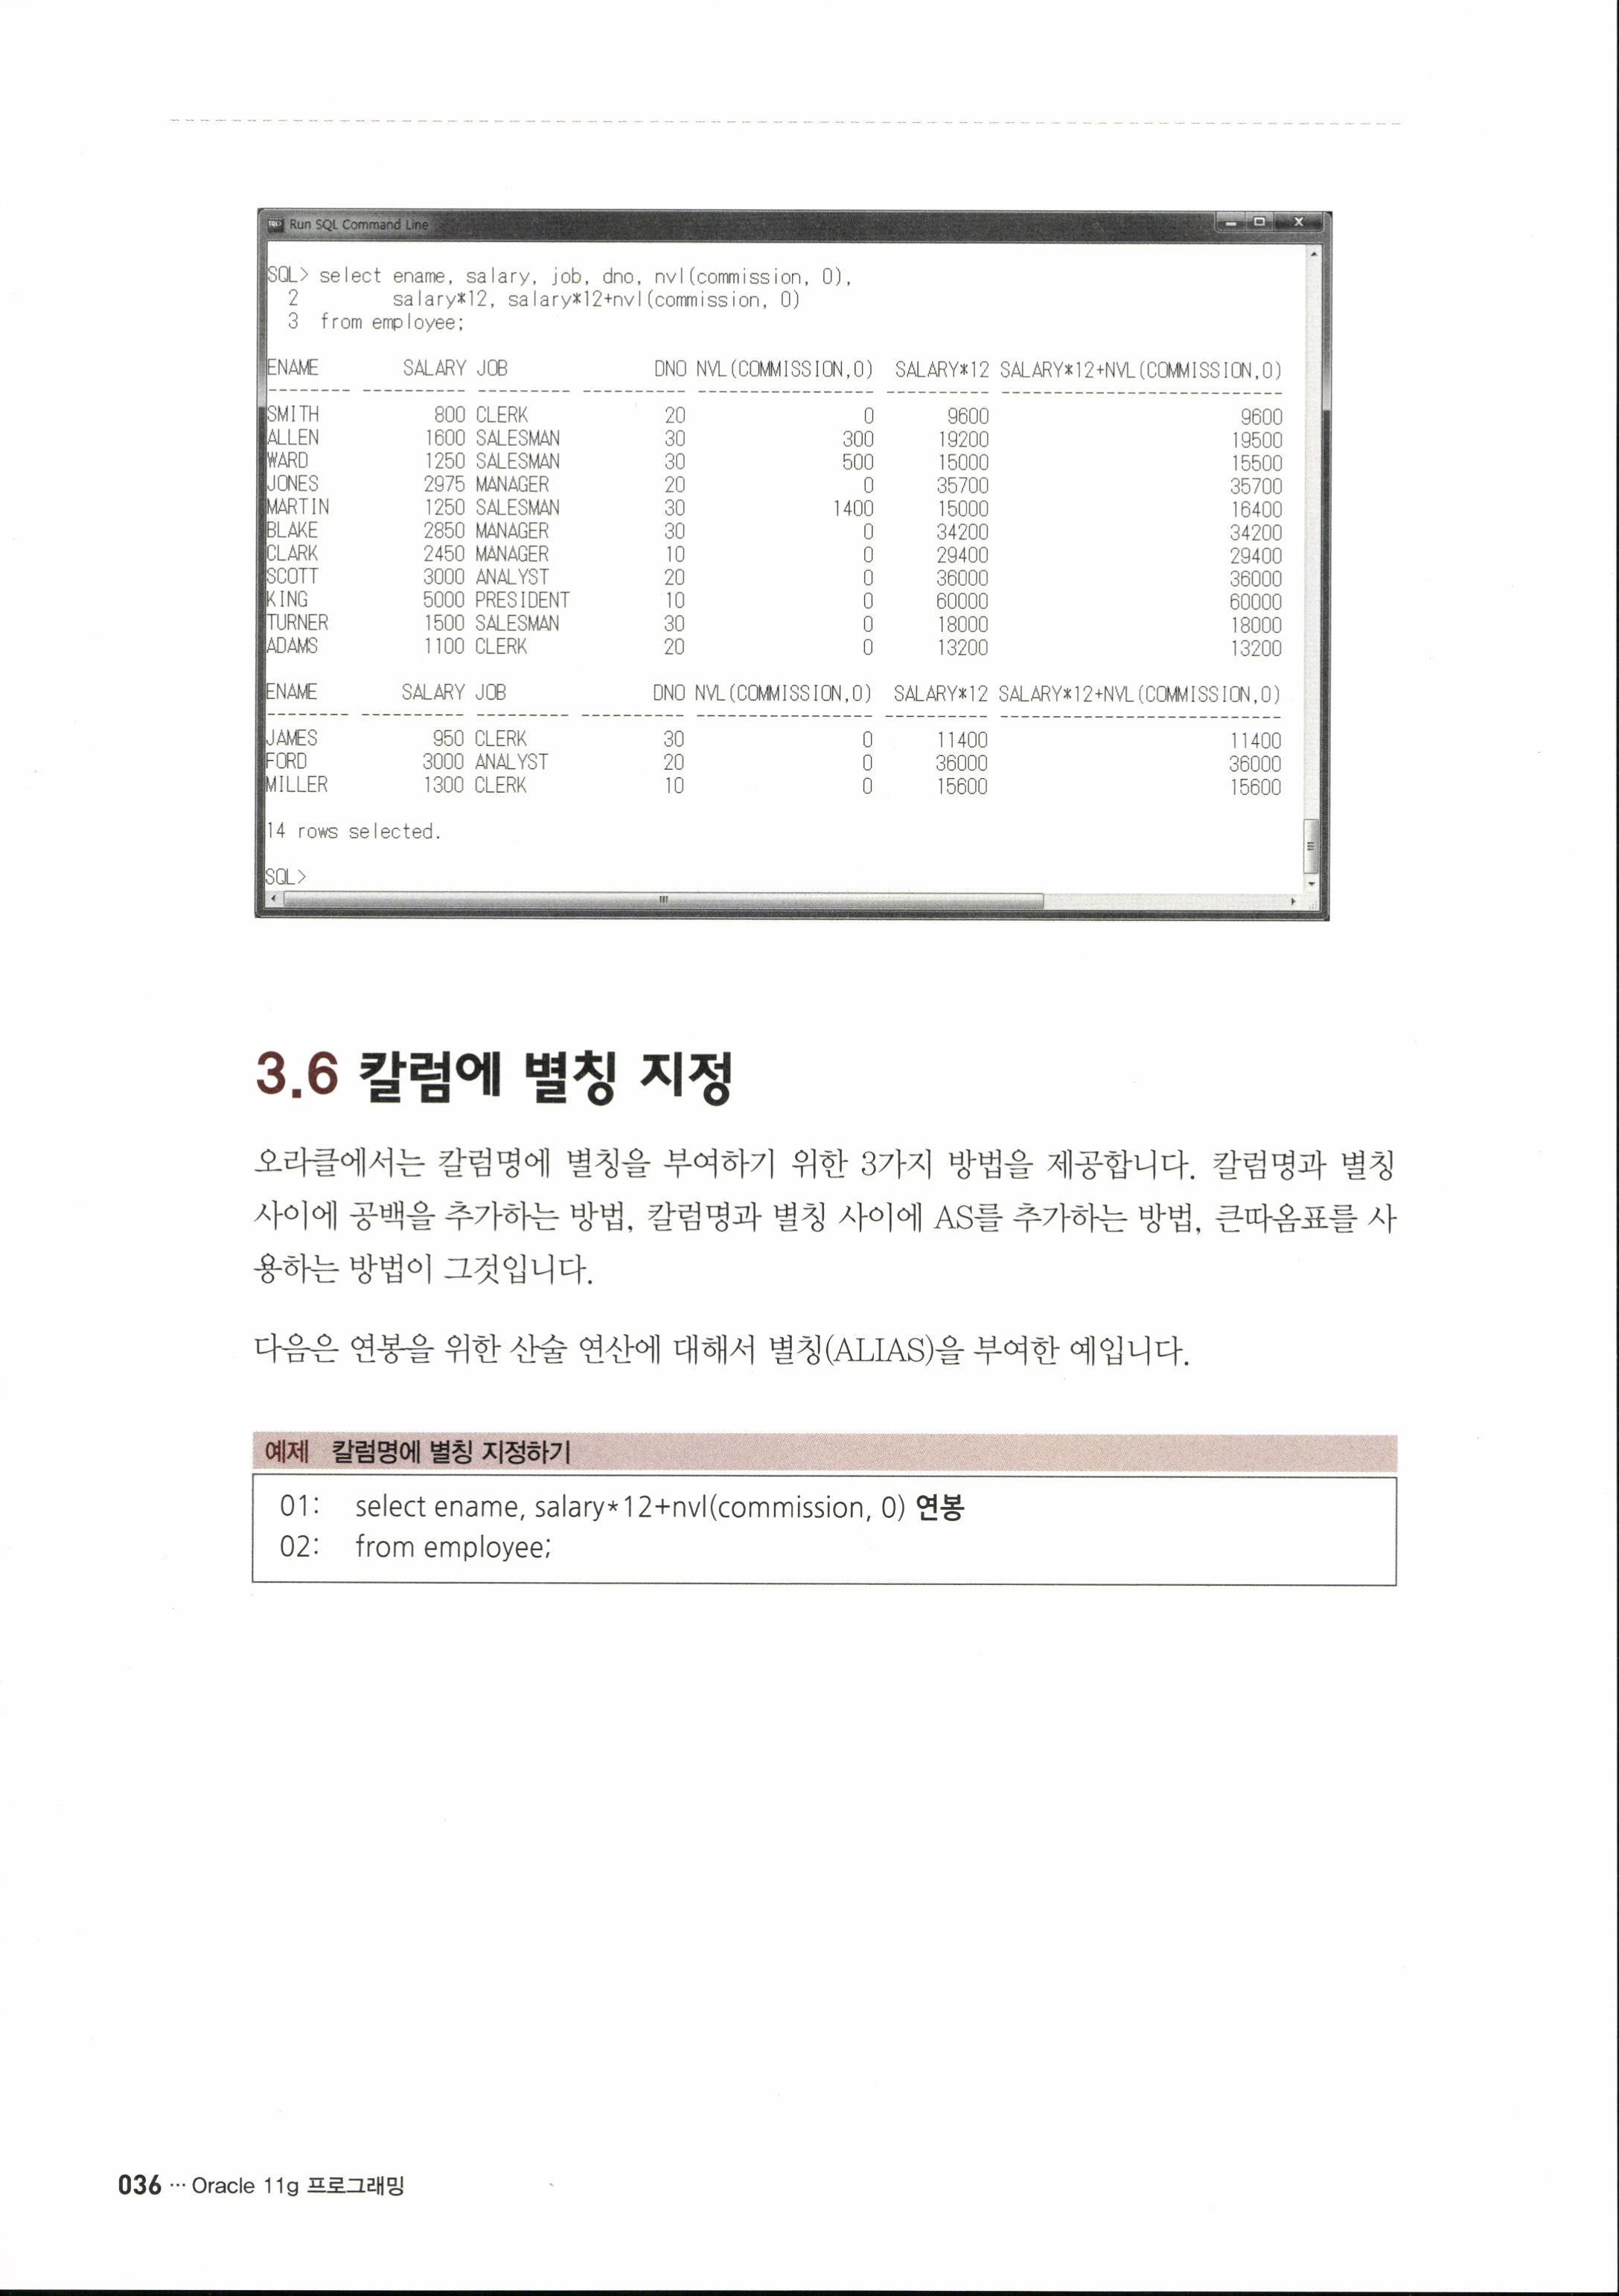 Run SQL Command Line
SQL> select ename, salary, job, dno, nvl(commission, 0),
2 salary*12, salary*12+nvl(commission, 0)
3 from employee;
ENAME SALARY JOB DNO NVL(COMMISSION,0) SALARY*12 SALARY*12+NVL(COMMISSION,0)
-------- ---------- --------- ---------- ----------------- ---------- ---------------------------
SMITH 800 CLERK 20 0 9600 9600
ALLEN 1600 SALESMAN 30 300 19200 19500
WARD 1250 SALESMAN 30 500 15000 15500
JONES 2975 MANAGER 20 0 35700 35700
MARTIN 1250 SALESMAN 30 1400 15000 16400
BLAKE 2850 MANAGER 30 0 34200 34200
CLARK 2450 MANAGER 10 0 29400 29400
SCOTT 3000 ANALYST 20 0 36000 36000
KING 5000 PRESIDENT 10 0 60000 60000
TURNER 1500 SALESMAN 30 0 18000 18000
ADAMS 1100 CLERK 20 0 13200 13200
ENAME SALARY JOB DNO NVL(COMMISSION,0) SALARY*12 SALARY*12+NVL(COMMISSION,0)
-------- ---------- --------- ---------- ----------------- ---------- ---------------------------
JAMES 950 CLERK 30 0 11400 11400
FORD 3000 ANALYST 20 0 36000 36000
MILLER 1300 CLERK 10 0 15600 15600
14 rows selected.
SQL>
3.6 칼럼에 별칭 지정
오라클에서는 칼럼명에 별칭을 부여하기 위한 3가지 방법을 제공합니다. 칼럼명과 별칭
사이에 공백을 추가하는 방법, 칼럼명과 별칭 사이에 AS를 추가하는 방법, 큰따옴표를 사
용하는 방법이 그것입니다.
다음은 연봉을 위한 산술 연산에 대해서 별칭(ALIAS)을 부여한 예입니다.
예제 칼럼명에 별칭 지정하기
01: select ename, salary*12+nvl(commission, 0) 연봉
02: from employee;
036 ··· Oracle 11g 프로그래밍